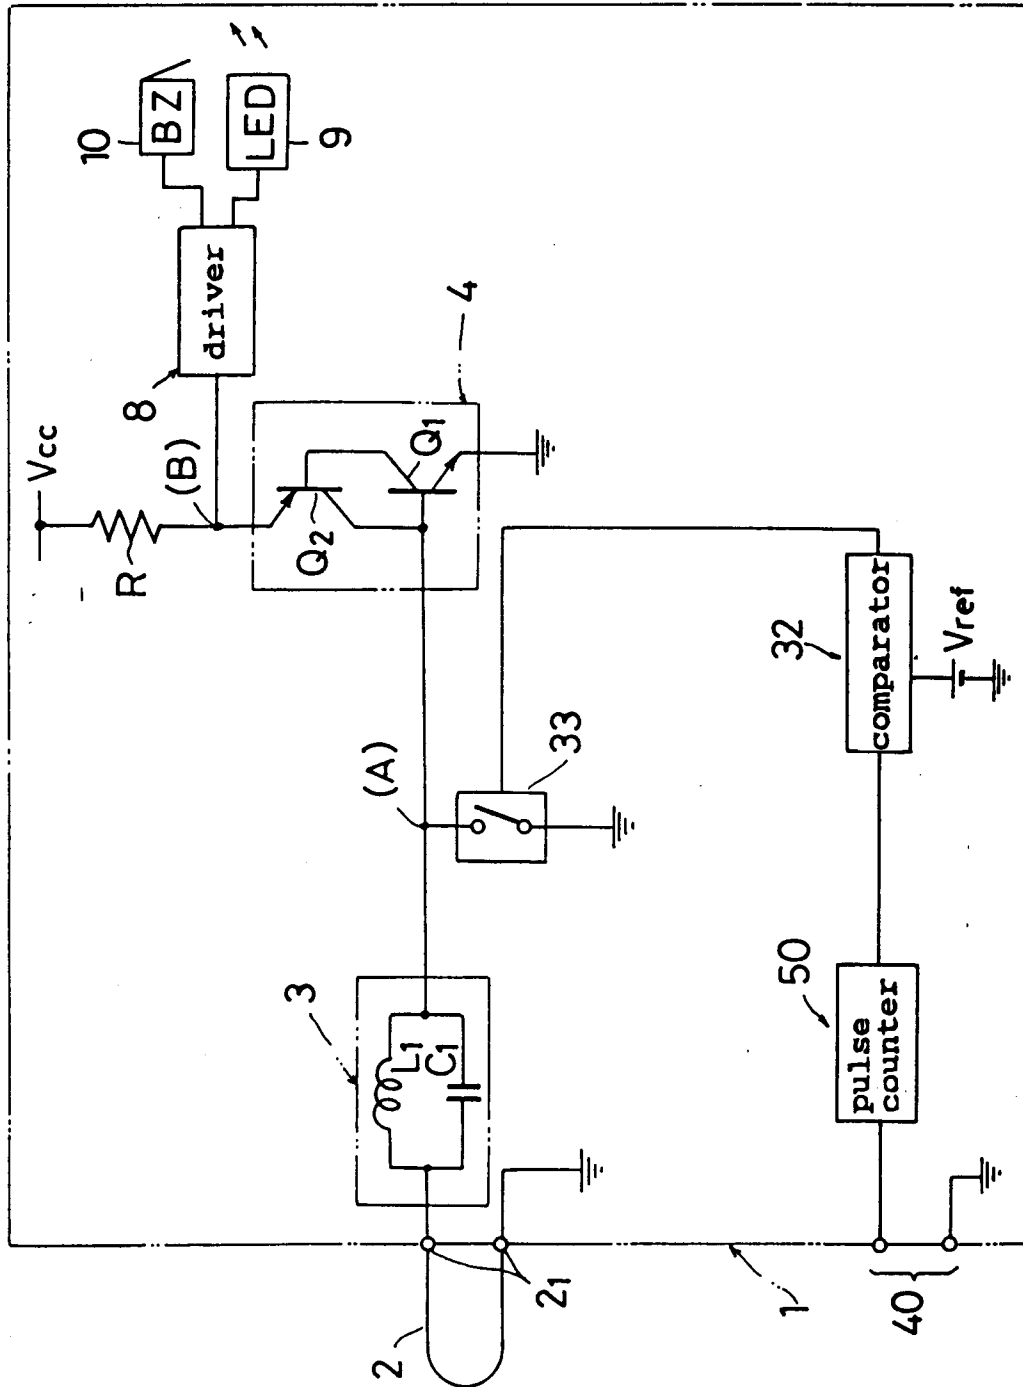 Vcc
R
(B)
8
driver
10
BZ
LED
9
4
Q2
Q1
3
L1
C1
(A)
33
2
21
1
40
50
pulse
counter
32
comparator
Vref